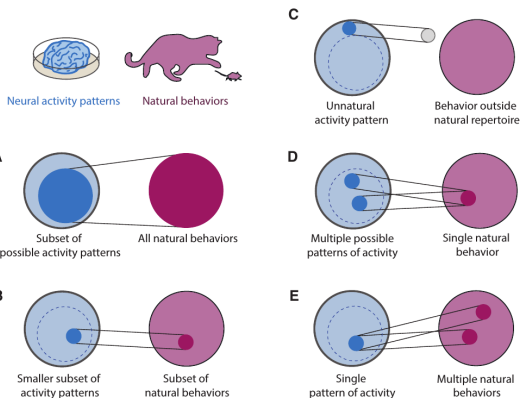 Neural activity patterns
Natural behaviors
Subset of
possible activity patterns
All natural behaviors
B
Smaller subset of
activity patterns
Subset of
natural behaviors
C
Unnatural
activity pattern
Behavior outside
natural repertoire
D
Multiple possible
patterns of activity
Single natural
behavior
E
Single
pattern of activity
Multiple natural
behaviors